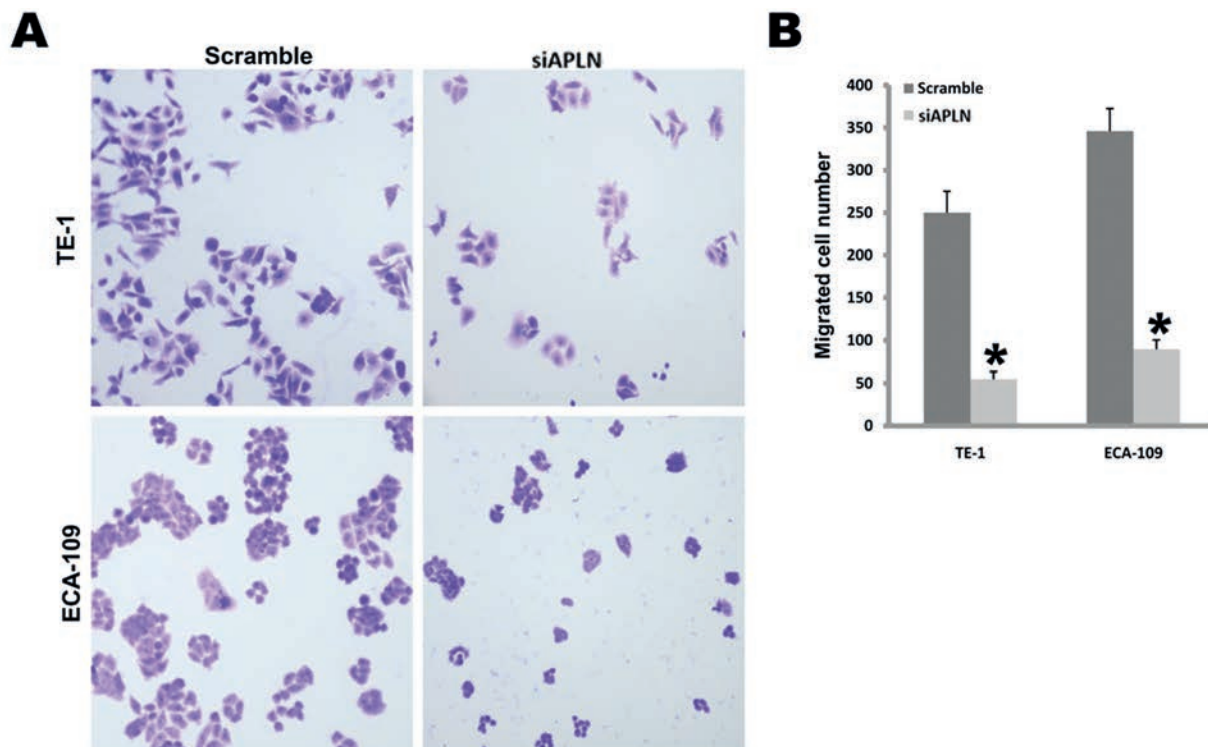 A
Scramble
siAPLN
TE-1
ECA-109
B
Scramble
siAPLN
Migrated cell number
400
350
300
250
200
150
100
50
0
*
*
TE-1
ECA-109